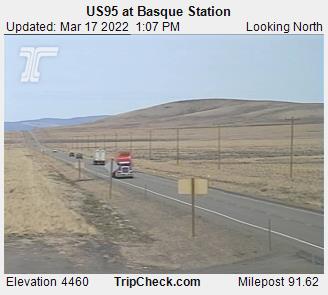 US95 at Basque Station
Updated: Mar 17 2022 1:07 PM Looking North
Elevation 4460 TripCheck.com Milepost 91.62